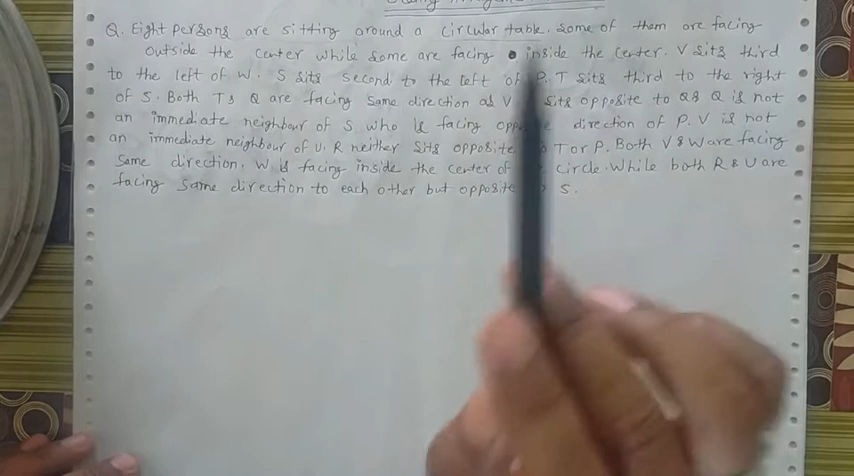 Q. Eight persons are sitting around a circular table. Some of them are facing
outside the center while some are facing inside the center. V sits third
to the left of W. S sits second to the left of P. T sits third to the right
of S. Both T & Q are facing same direction as V sits opposite to Q & Q is not
an immediate neighbour of S who is facing direction of P. V is not
an immediate neighbour of U. R neither sits opposite T or P. Both V & W are facing
same direction. W is facing inside the center of circle. While both R & U are
facing same direction to each other but opposite S.